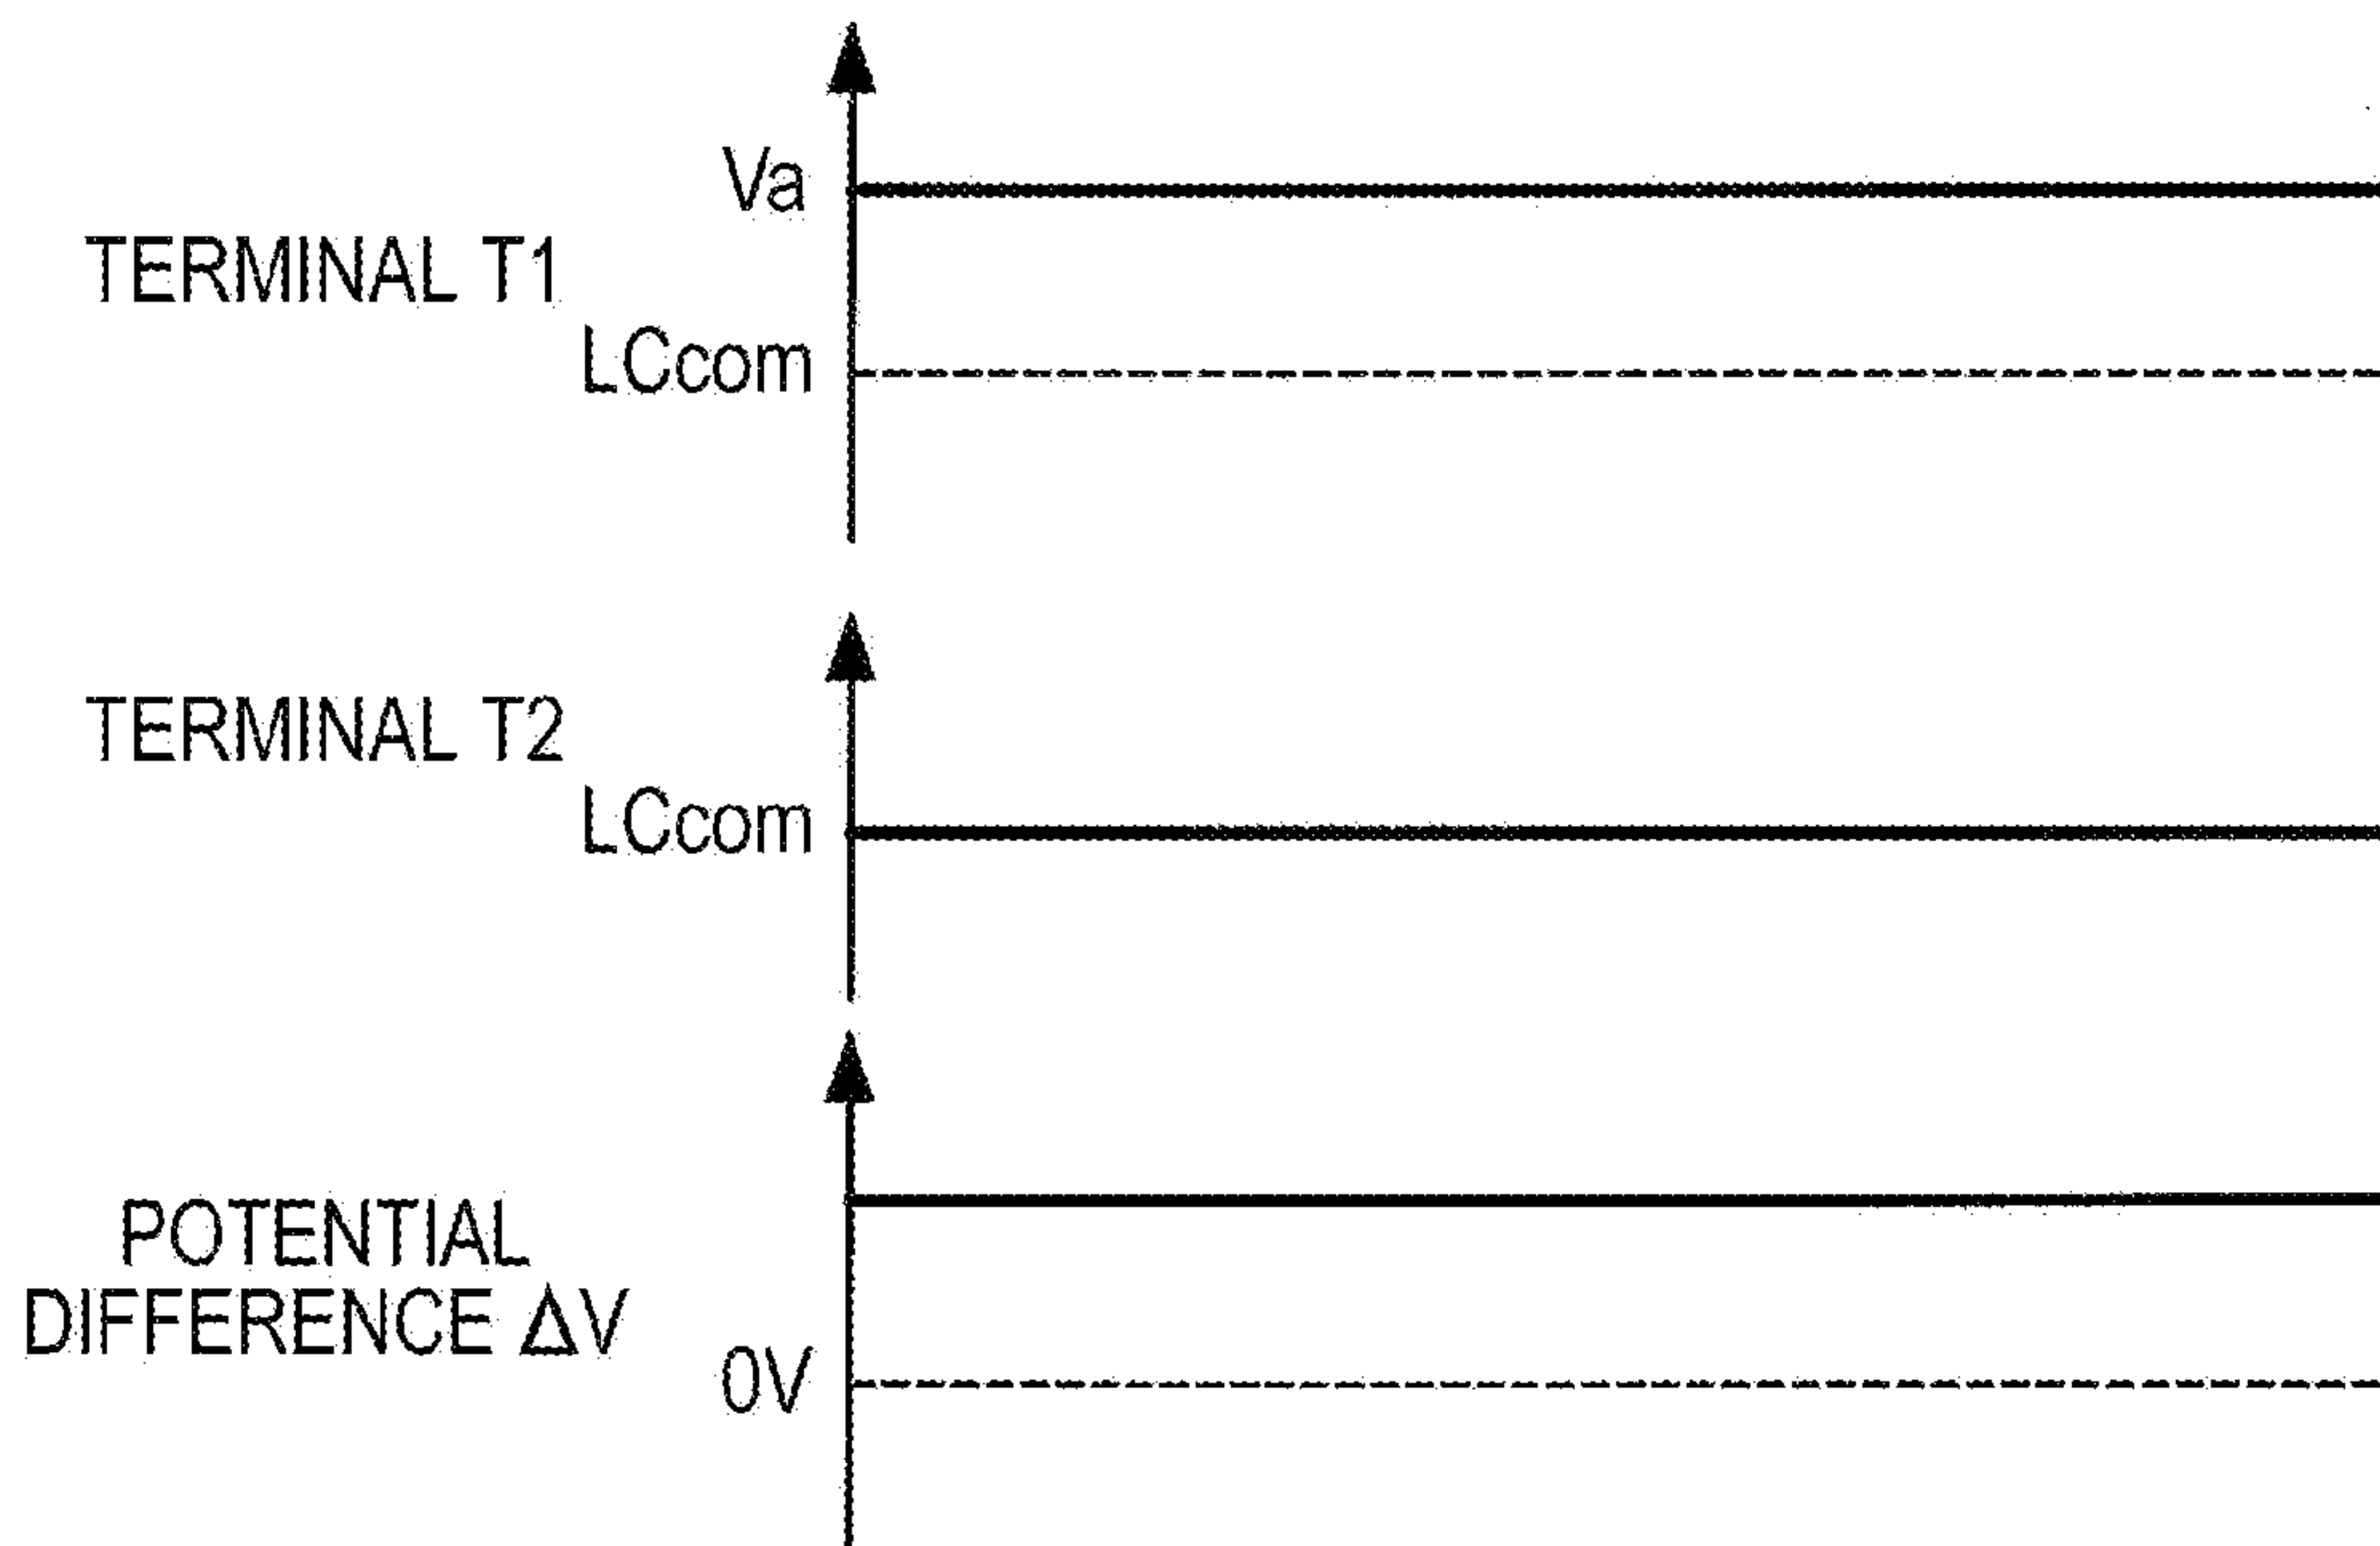 Va
TERMINAL T1
LCcom
TERMINAL T2
LCcom
POTENTIAL
DIFFERENCE ΔV
0V